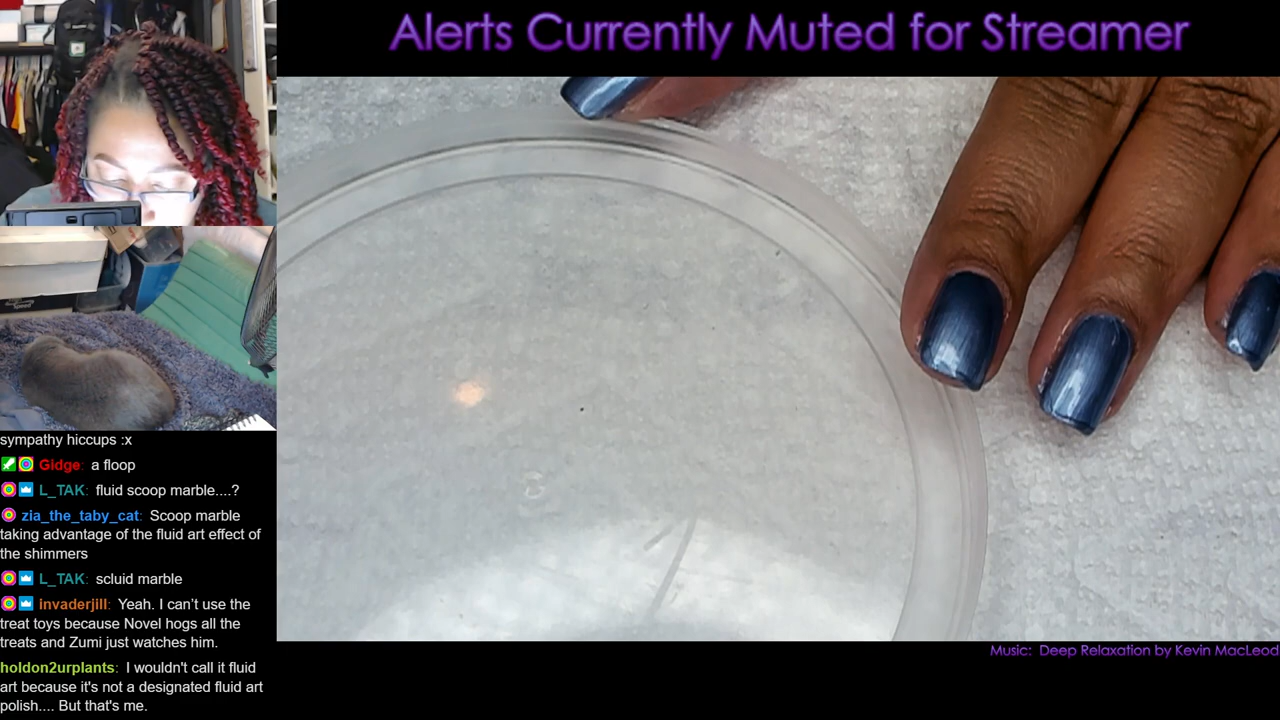 Alerts Currently Muted for Streamer
sympathy hiccups :x
Gidge: a floop
L_TAK: fluid scoop marble....?
zia_the_taby_cat: Scoop marble
taking advantage of the fluid art effect of
the shimmers
L_TAK: scluid marble
invaderjill: Yeah. I can't use the
treat toys because Novel hogs all the
treats and Zumi just watches him.
holdon2urplants: I wouldn't call it fluid
art because it's not a designated fluid art
polish.... But that's me.
Music: Deep Relaxation by Kevin MacLeod